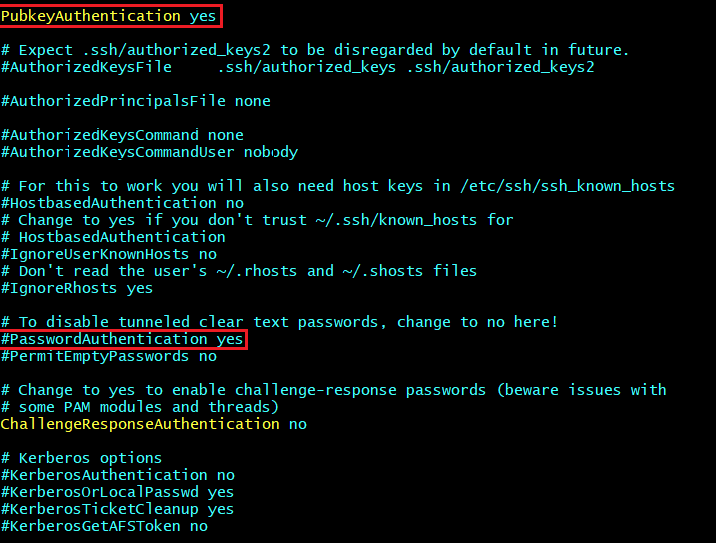 PubkeyAuthentication yes
# Expect .ssh/authorized_keys2 to be disregarded by default in future.
#AuthorizedKeysFile     .ssh/authorized_keys .ssh/authorized_keys2
#AuthorizedPrincipalsFile none
#AuthorizedKeysCommand none
#AuthorizedKeysCommandUser nobody
# For this to work you will also need host keys in /etc/ssh/ssh_known_hosts
#HostbasedAuthentication no
# Change to yes if you don't trust ~/.ssh/known_hosts for
# HostbasedAuthentication
#IgnoreUserKnownHosts no
# Don't read the user's ~/.rhosts and ~/.shosts files
#IgnoreRhosts yes
# To disable tunneled clear text passwords, change to no here!
#PasswordAuthentication yes
#PermitEmptyPasswords no
# Change to yes to enable challenge-response passwords (beware issues with
# some PAM modules and threads)
ChallengeResponseAuthentication no
# Kerberos options
#KerberosAuthentication no
#KerberosOrLocalPasswd yes
#KerberosTicketCleanup yes
#KerberosGetAFSToken no